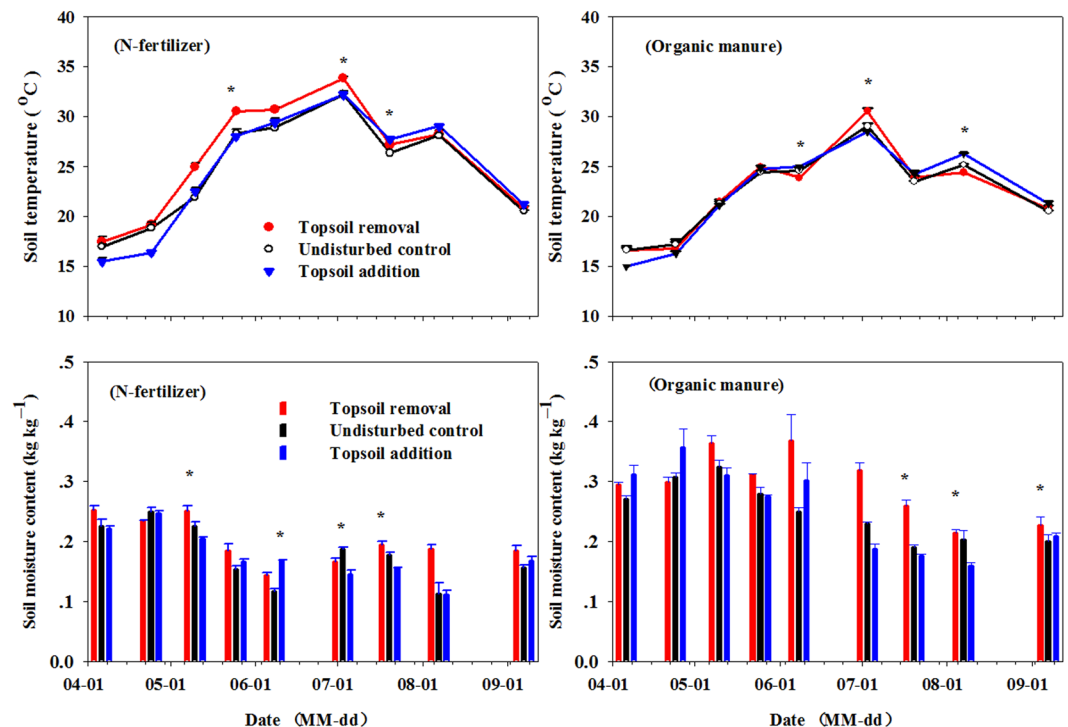 40
35
30
25
20
15
10
Soil temperature ( °C)
(N-fertilizer)
*
*
*
Topsoil removal
Undisturbed control
Topsoil addition
40
35
30
25
20
15
10
Soil temperature ( °C)
(Organic manure)
*
*
*
.5
.4
.3
.2
.1
0.0
Soil moisture content (kg kg⁻¹)
(N-fertilizer)
Topsoil removal
Undisturbed control
Topsoil addition
*
*
*
*
04-01 05-01 06-01 07-01 08-01 09-01
Date (MM-dd)
.5
.4
.3
.2
.1
0.0
Soil moisture content (kg kg⁻¹)
(Organic manure)
*
*
*
04-01 05-01 06-01 07-01 08-01 09-01
Date (MM-dd)